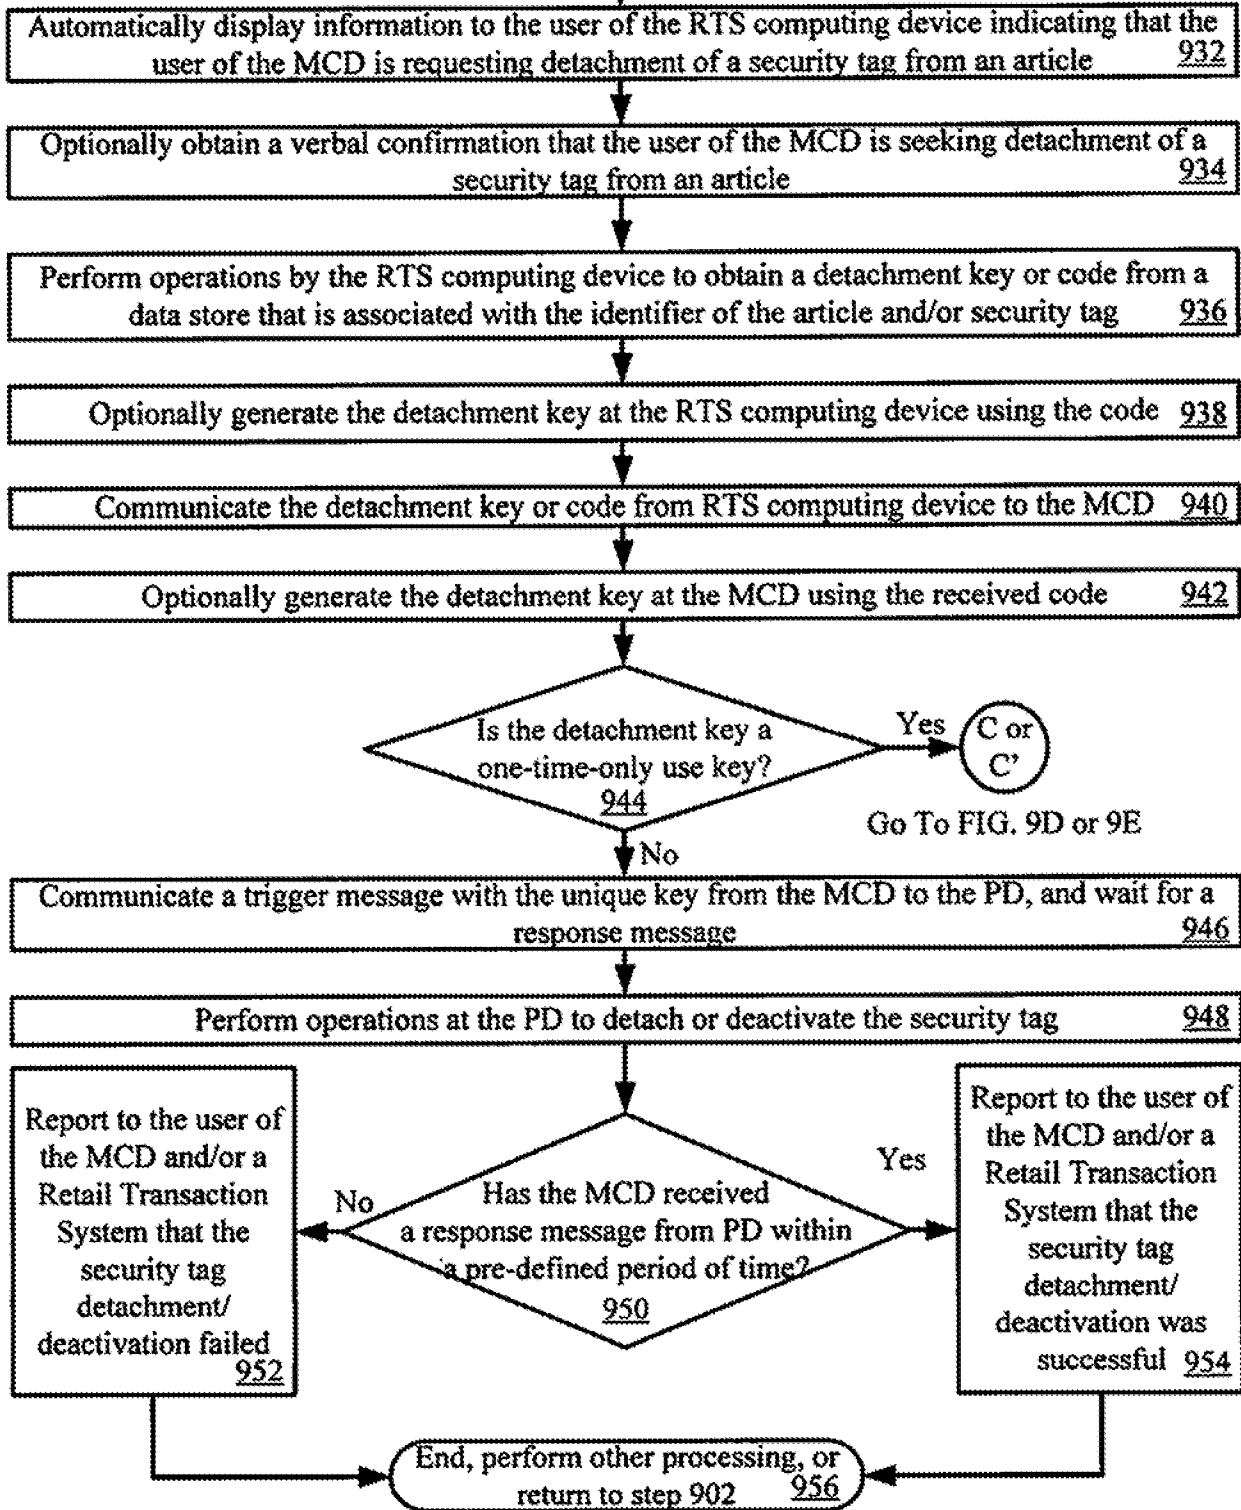 Automatically display information to the user of the RTS computing device indicating that the
user of the MCD is requesting detachment of a security tag from an article 932
Optionally obtain a verbal confirmation that the user of the MCD is seeking detachment of a
security tag from an article 934
Perform operations by the RTS computing device to obtain a detachment key or code from a
data store that is associated with the identifier of the article and/or security tag 936
Optionally generate the detachment key at the RTS computing device using the code 938
Communicate the detachment key or code from RTS computing device to the MCD 940
Optionally generate the detachment key at the MCD using the received code 942
Is the detachment key a
one-time-only use key?
944
Yes
C or
C'
Go To FIG. 9D or 9E
No
Communicate a trigger message with the unique key from the MCD to the PD, and wait for a
response message 946
Perform operations at the PD to detach or deactivate the security tag 948
Report to the user of
the MCD and/or a
Retail Transaction
System that the
security tag
detachment/
deactivation failed
952
No
Has the MCD received
a response message from PD within
a pre-defined period of time?
950
Yes
Report to the user of
the MCD and/or a
Retail Transaction
System that the
security tag
detachment/
deactivation was
successful 954
End, perform other processing, or
return to step 902 956